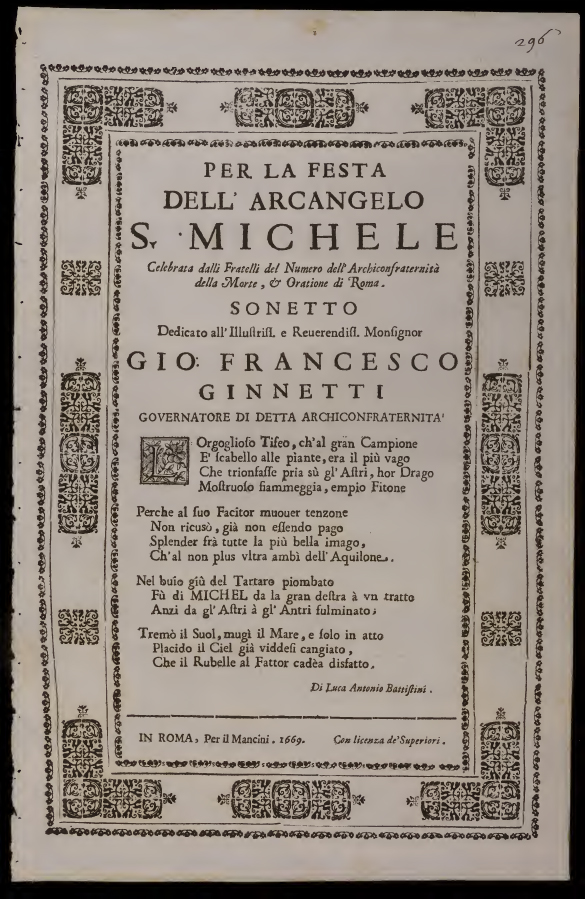 296
PER LA FESTA
DELL' ARCANGELO
S. MICHELE
Celebrata dalli Fratelli del Numero dell' Archiconfraternità
della Morte, & Oratione di Roma.
SONETTO
Dedicato all' Illuſtriſſ. e Reuerendiſſ. Monſignor
GIO: FRANCESCO
GINNETTI
GOVERNATORE DI DETTA ARCHICONFRATERNITA'
L'Orgoglioſo Tifeo, ch'al gran Campione
E' ſcabello alle piante, era il più vago
Che trionfaſſe pria sù gl' Aſtri, hor Drago
Moſtruoſo fiammeggia, empio Fitone
Perche al ſuo Facitor muouer tenzone
Non ricusò, già non eſſendo pago
Splender frà tutte la più bella imago,
Ch'al non plus vltra ambì dell' Aquilone.
Nel buio giù del Tartaro piombato
Fù di MICHEL da la gran deſtra à vn tratto
Anzi da gl' Aſtri à gl' Antri fulminato;
Tremò il Suol, mugì il Mare, e ſolo in atto
Placido il Ciel già viddeſi cangiato,
Che il Rubelle al Fattor cadèa disfatto.
Di Luca Antonio Battiſtini.
IN ROMA, Per il Mancini. 1669. Con licenza de' Superiori.